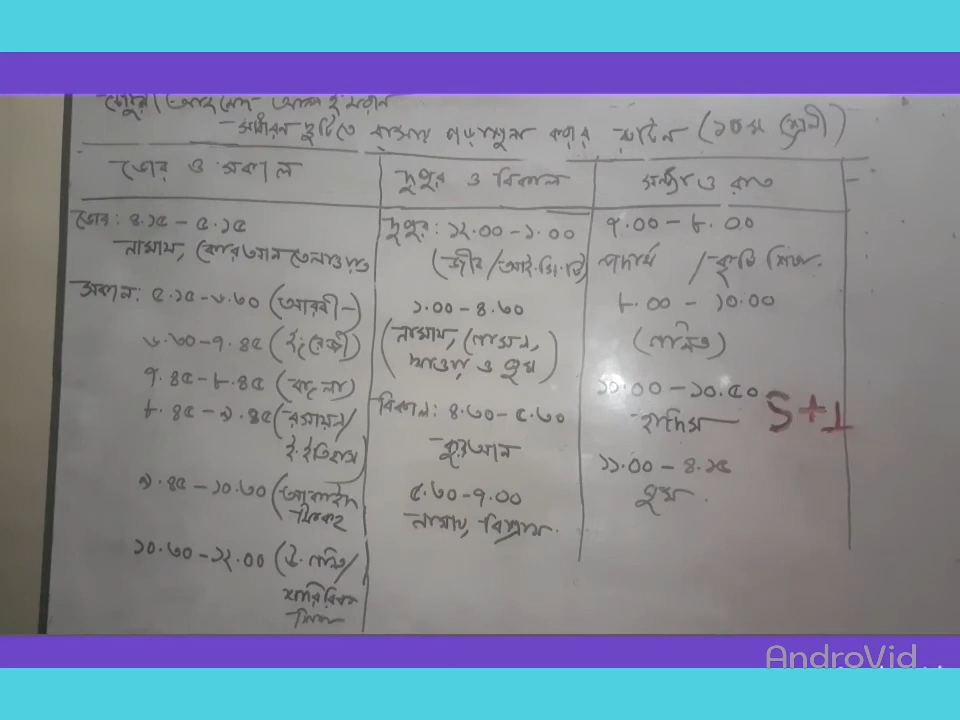 সাধারন ছুটিতে বাসায় পড়াশুনা করার রুটিন (১০ম শ্রেনী)
ভোর ও সকাল
দুপুর ও বিকাল
সন্ধ্যা ও রাত
ভোর: ৪.১৫ - ৫.১৫
নামায, কোরআন তেলাওয়াত
সকাল: ৫.১৫-৬.৩০ (আরবী-)
৬.৩০-৭.৪৫ (ইংরেজী)
৭.৪৫-৮.৪৫ (বাংলা)
৮.৪৫-৯.৪৫ (রসায়ন/
ই.ইতিহাস)
৯.৪৫-১০.৩০ (আকাইদ
ফিকহ
১০.৩০-১২.০০ (উ.গনিত/
শারিরিক
শিক্ষা
দুপুর: ১২.০০-১.০০
(জীব/আই.সি.টি)
১.০০-৪.৩০
(নামায, গোসল,
খাওয়া ও ঘুম)
বিকাল: ৪.৩০-৫.৩০
কুরআন
৫.৩০-৭.০০
নামায, বিশ্রাম.
৭.০০-৮.০০
পদার্থ / কৃষি শিক্ষা.
৮.০০-১০.০০
(গনিত)
১০.০০-১০.৫০
হাদিস
১১.০০-৪.১৫
ঘুম.
S+T
AndroVid